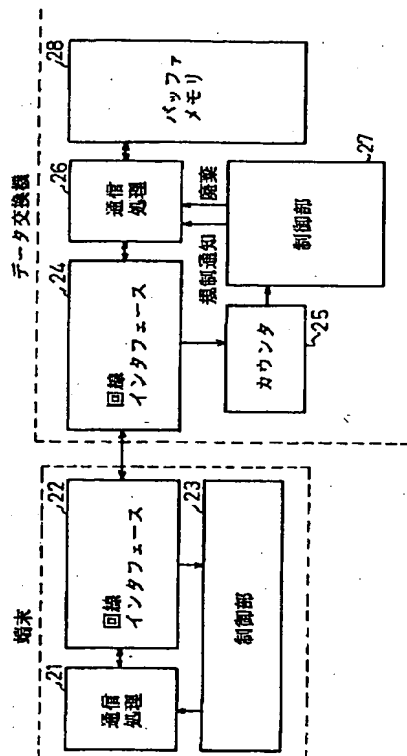 端末
21
通信
処理
22
回線
インタフェース
23
制御部
データ交換機
24
回線
インタフェース
25
カウンタ
26
通信
処理
規制通知
廃棄
27
制御部
28
バッファ
メモリ